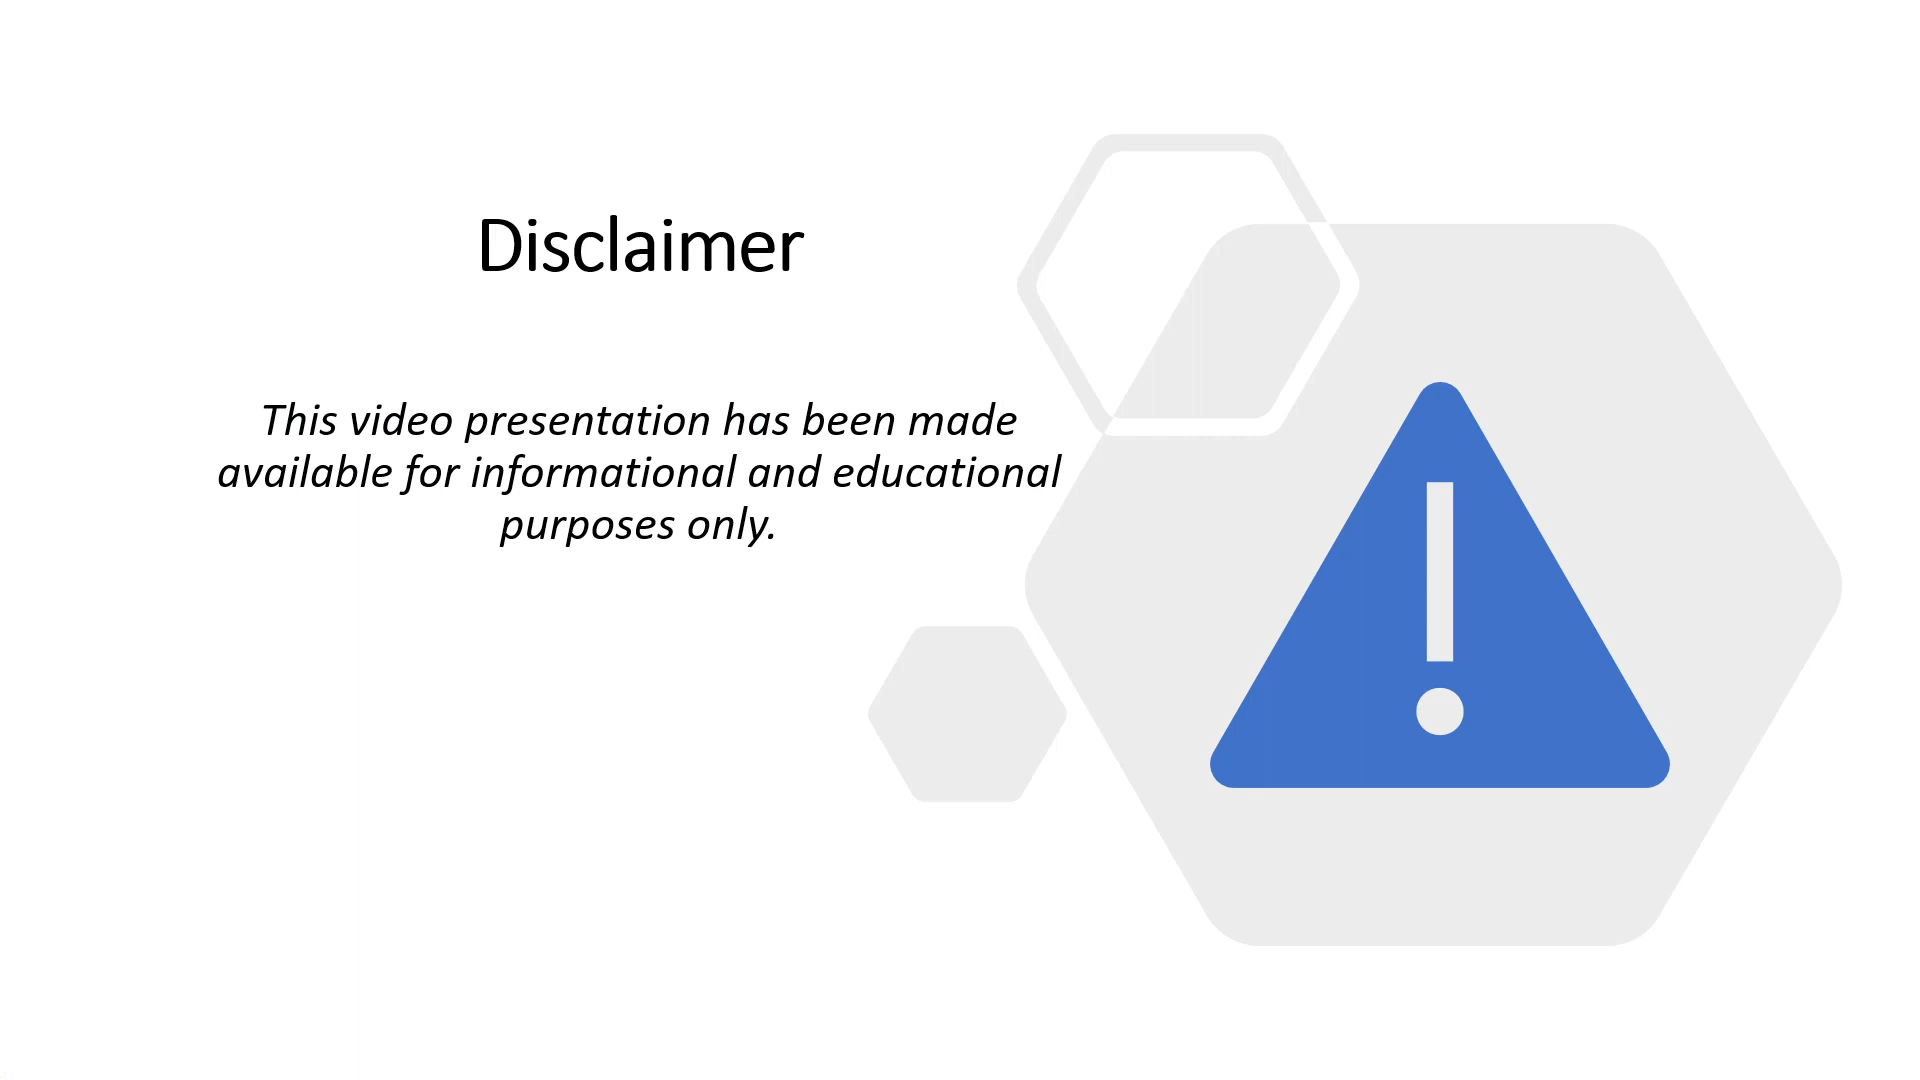 Disclaimer
This video presentation has been made
available for informational and educational
purposes only.